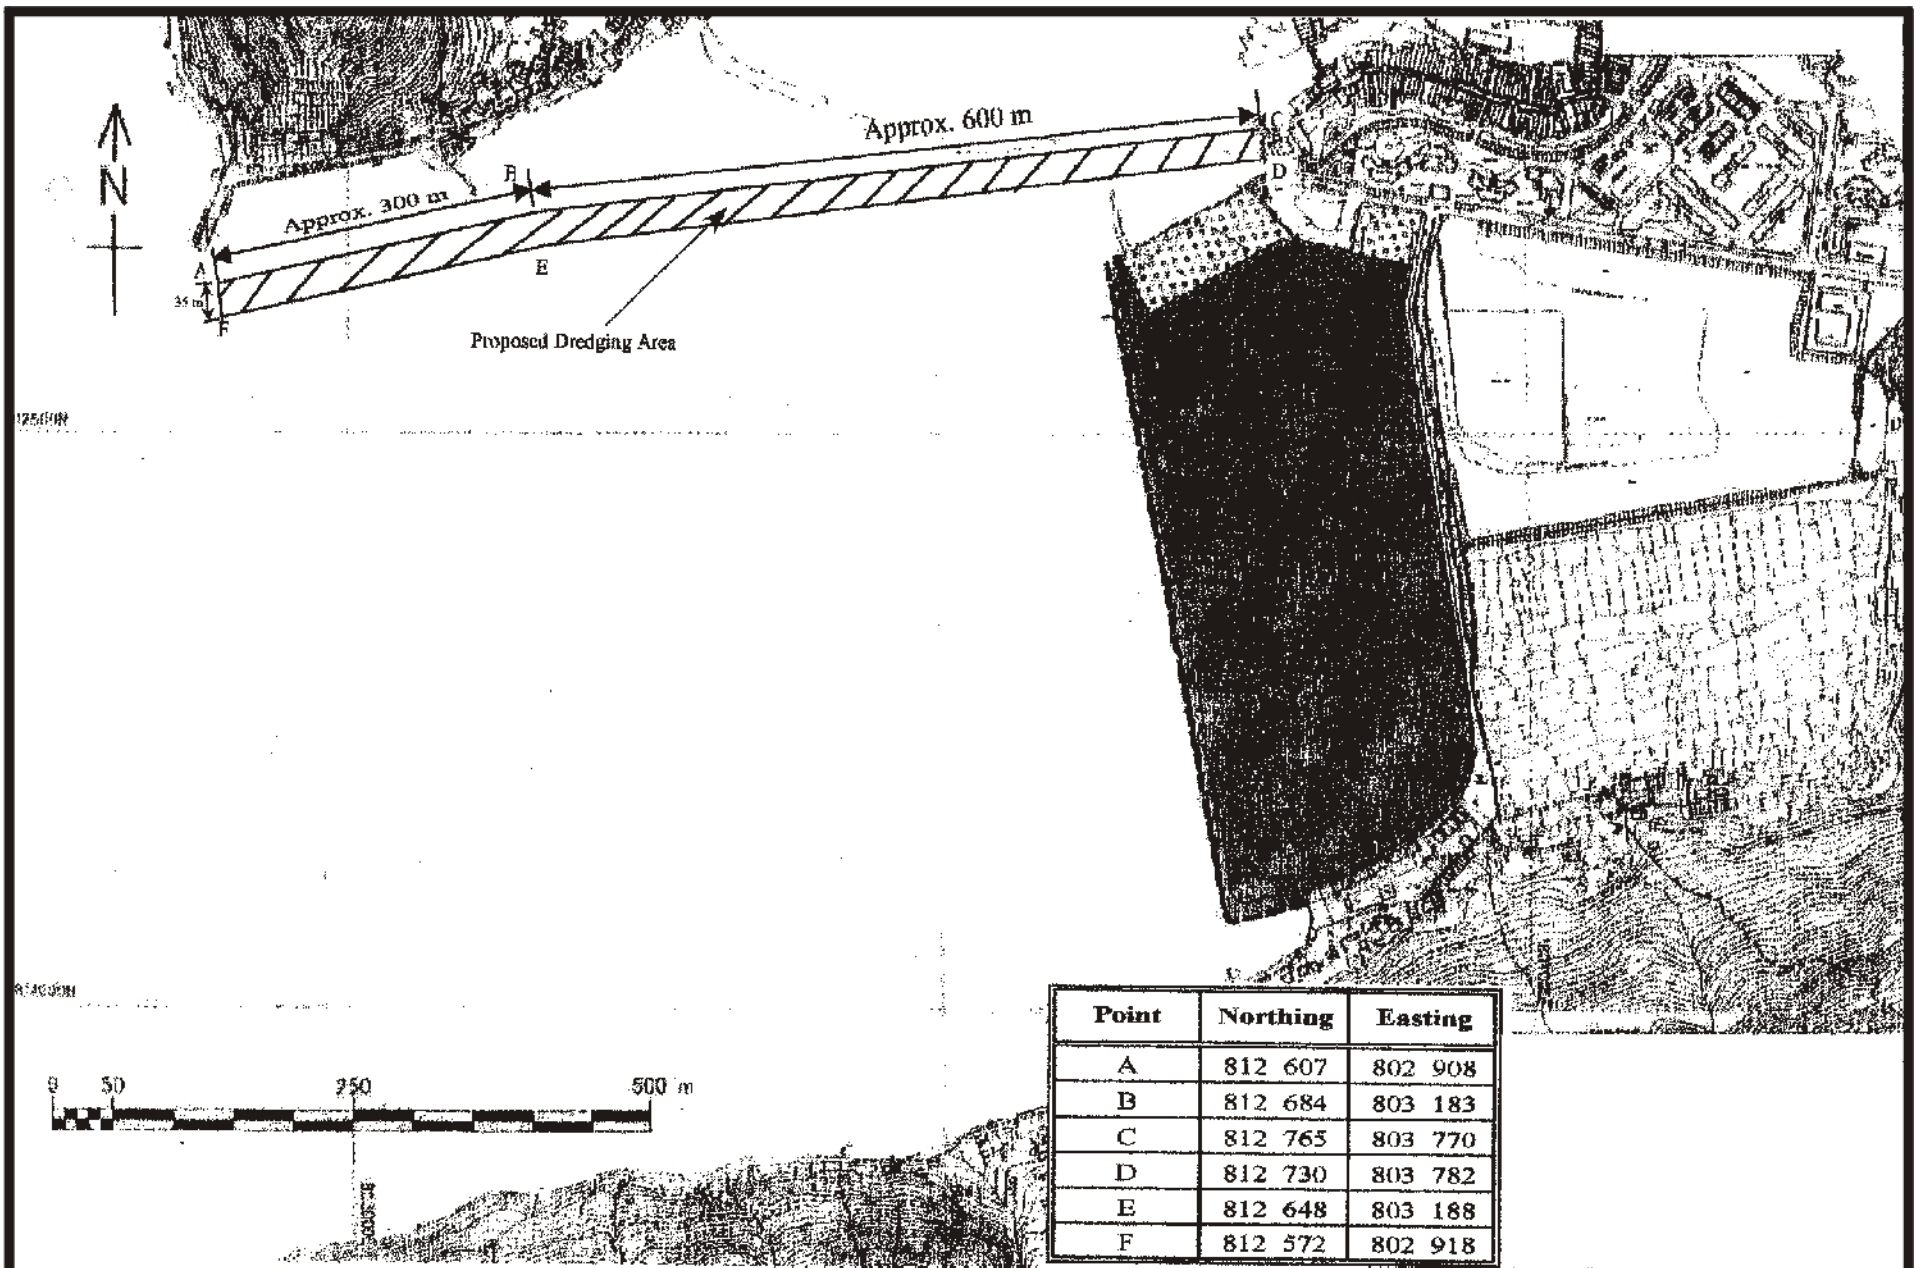 N
Approx. 600 m
C
D
B
Approx. 300 m
A
35 m
E
F
Proposed Dredging Area
D
0 50 250 500 m
Point Northing Easting
A 812 607 802 908
B 812 684 803 183
C 812 765 803 770
D 812 730 803 782
E 812 648 803 188
F 812 572 802 918